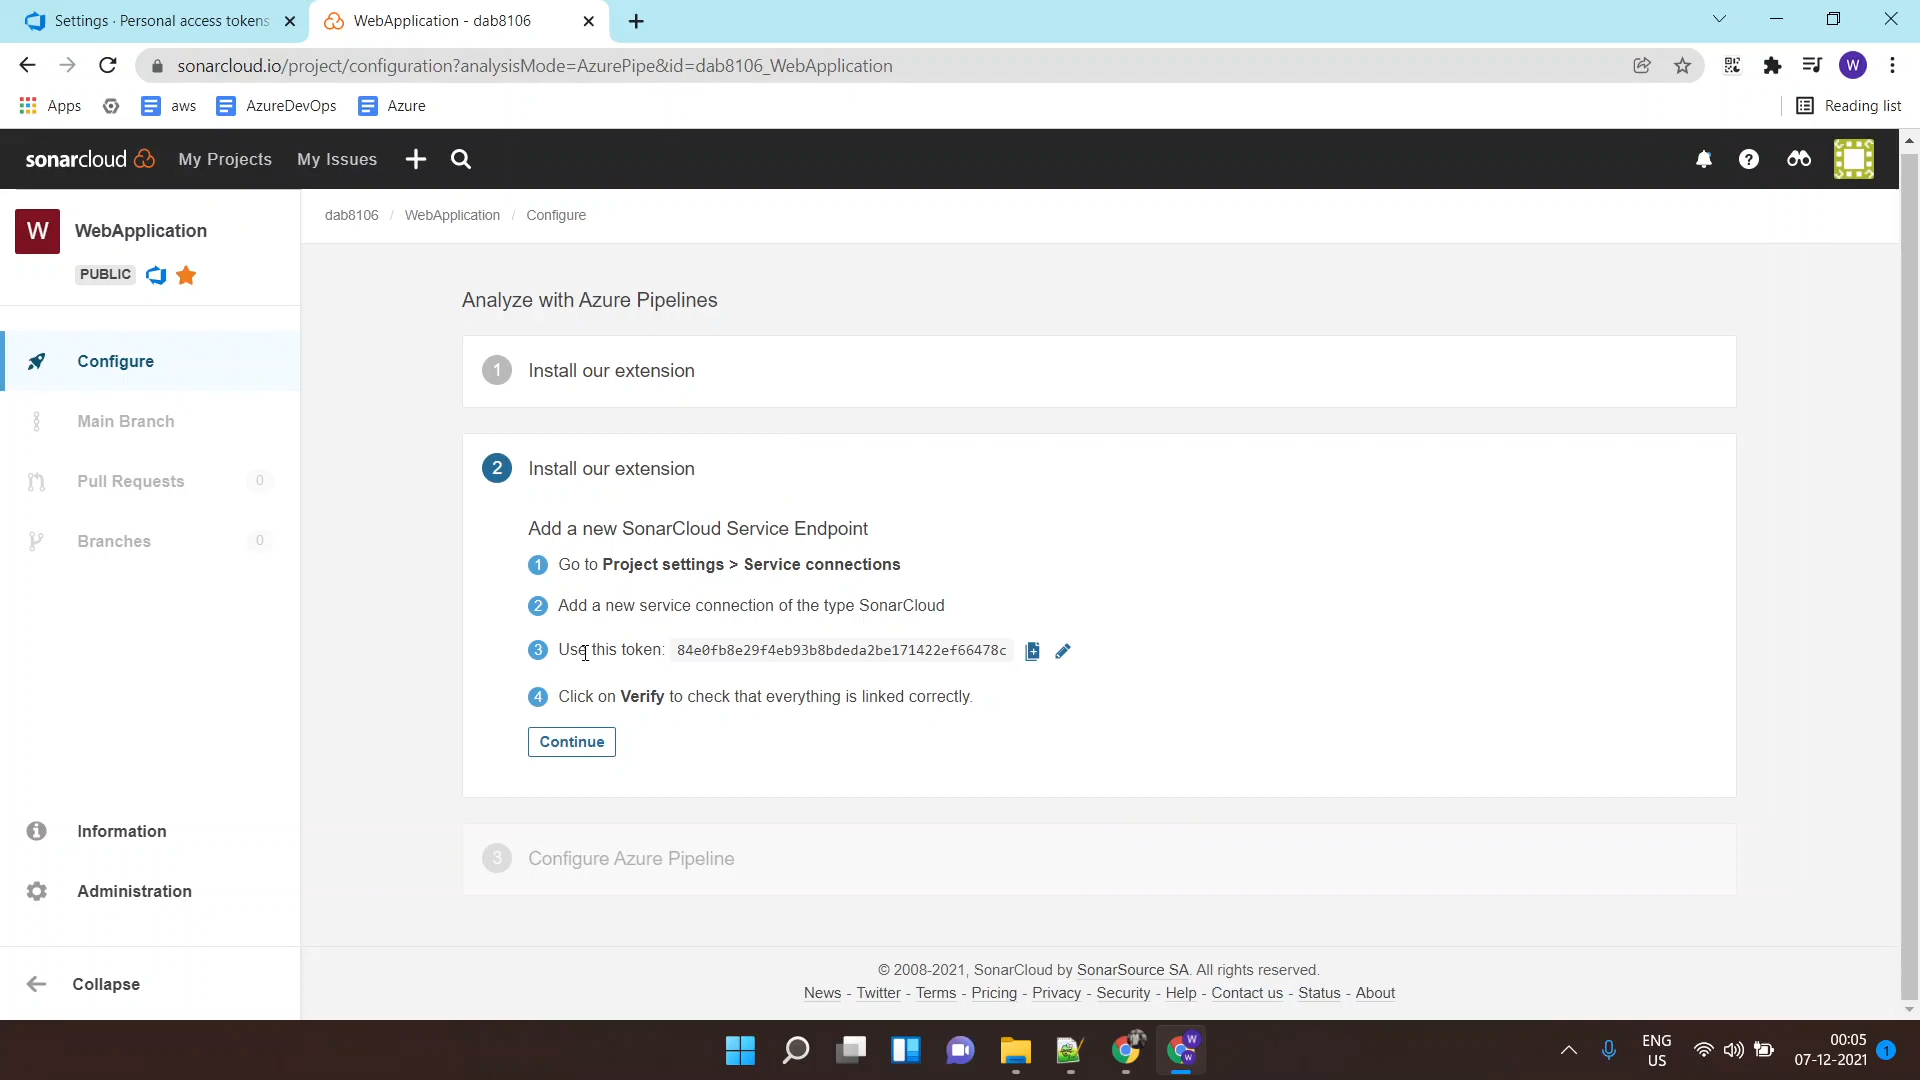 Settings · Personal access tokens
WebApplication - dab8106
sonarcloud.io/project/configuration?analysisMode=AzurePipe&id=dab8106_WebApplication
W
Apps
aws
AzureDevOps
Azure
Reading list
sonarcloud
My Projects
My Issues
W
WebApplication
PUBLIC
dab8106 / WebApplication / Configure
Configure
Main Branch
Pull Requests 0
Branches 0
Information
Administration
Collapse
Analyze with Azure Pipelines
1 Install our extension
2 Install our extension
Add a new SonarCloud Service Endpoint
1 Go to Project settings > Service connections
2 Add a new service connection of the type SonarCloud
3 Use this token: 84e0fb8e29f4eb93b8bdeda2be171422ef66478c
4 Click on Verify to check that everything is linked correctly.
Continue
3 Configure Azure Pipeline
© 2008-2021, SonarCloud by SonarSource SA. All rights reserved.
News - Twitter - Terms - Pricing - Privacy - Security - Help - Contact us - Status - About
ENG
US
00:05
07-12-2021
1